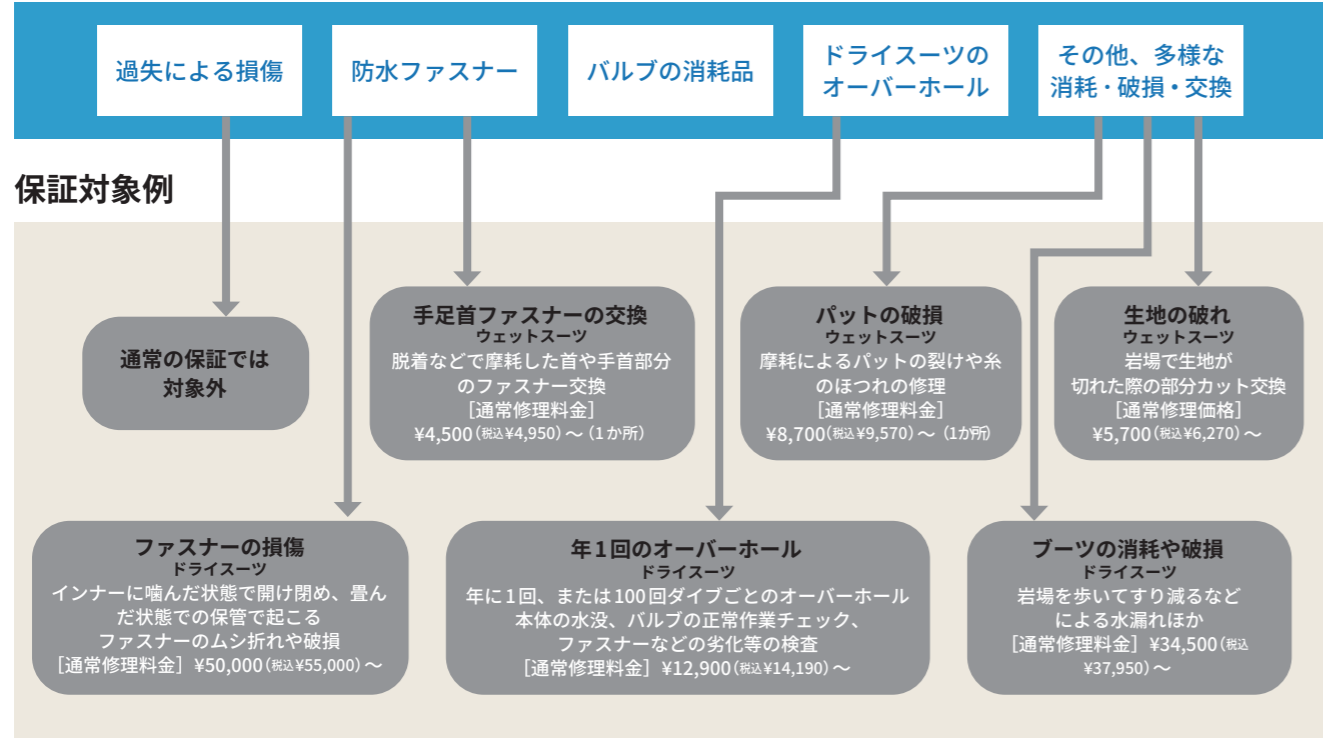 過失による損傷
防水ファスナー
バルブの消耗品
ドライスーツの
オーバーホール
その他、多様な
消耗・破損・交換
保証対象例
通常の保証では
対象外
手足首ファスナーの交換
ウェットスーツ
脱着などで摩耗した首や手首部分
のファスナー交換
［通常修理料金］
¥4,500（税込¥4,950）〜（1か所）
パットの破損
ウェットスーツ
摩耗によるパットの裂けや糸
のほつれの修理
［通常修理料金］
¥8,700（税込¥9,570）〜（1か所）
生地の破れ
ウェットスーツ
岩場で生地が
切れた際の部分カット交換
［通常修理価格］
¥5,700（税込¥6,270）〜
ファスナーの損傷
ドライスーツ
インナーに噛んだ状態で開け閉め、畳ん
だ状態での保管で起こる
ファスナーのムシ折れや破損
［通常修理料金］¥50,000（税込¥55,000）〜
年1回のオーバーホール
ドライスーツ
年に1回、または100回ダイブごとのオーバーホール
本体の水没、バルブの正常作業チェック、
ファスナーなどの劣化等の検査
［通常修理料金］¥12,900（税込¥14,190）〜
ブーツの消耗や破損
ドライスーツ
岩場を歩いてすり減るなど
による水漏れほか
［通常修理料金］¥34,500（税込
¥37,950）〜